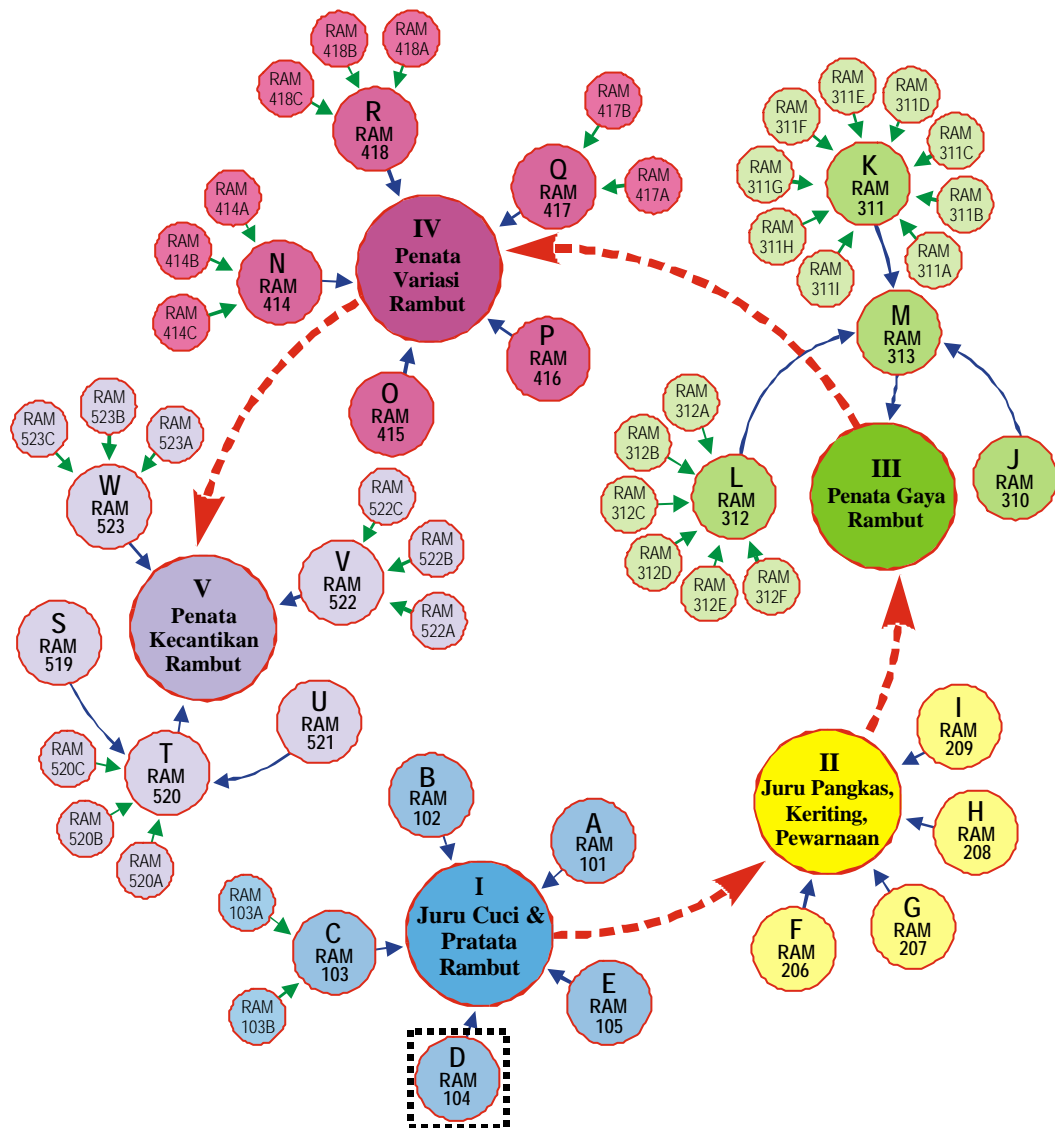 RAM
418B
RAM
418A
RAM
418C
R
RAM
418
RAM
417B
Q
RAM
417
RAM
417A
RAM
311E
RAM
311D
RAM
311F
RAM
311C
RAM
311G
K
RAM
311
RAM
311B
RAM
311H
RAM
311A
RAM
311I
RAM
414A
RAM
414B
N
RAM
414
RAM
414C
IV
Penata
Variasi
Rambut
P
RAM
416
O
RAM
415
M
RAM
313
RAM
312A
RAM
312B
RAM
312C
L
RAM
312
RAM
312D
RAM
312E
RAM
312F
III
Penata Gaya
Rambut
J
RAM
310
RAM
523B
RAM
523C
RAM
523A
W
RAM
523
RAM
522C
RAM
522B
V
RAM
522
RAM
522A
V
Penata
Kecantikan
Rambut
S
RAM
519
U
RAM
521
T
RAM
520
RAM
520C
RAM
520B
RAM
520A
B
RAM
102
A
RAM
101
I
Juru Cuci &
Pratata
Rambut
RAM
103A
C
RAM
103
RAM
103B
E
RAM
105
D
RAM
104
I
RAM
209
II
Juru Pangkas,
Keriting,
Pewarnaan
H
RAM
208
G
RAM
207
F
RAM
206